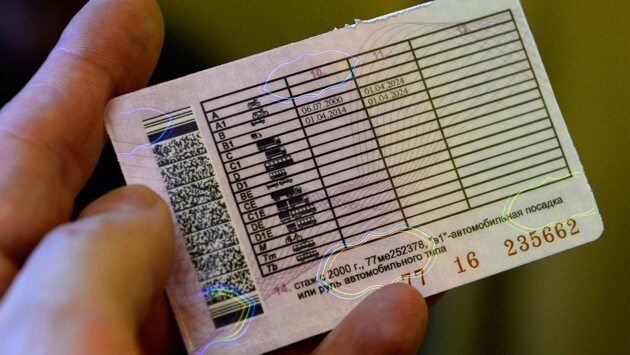 10. 11. 12.
A
A1
B 06.07.2000 01.04.2024
B1 01.04.2014 01.04.2024
C
C1
D
D1
BE
CE
C1E
DE
D1E
M
Tm
Tb
14. стаж с 2000 г., 77ме252378, "в1"-автомобильная посадка
или руль автомобильного типа
77 16 235662